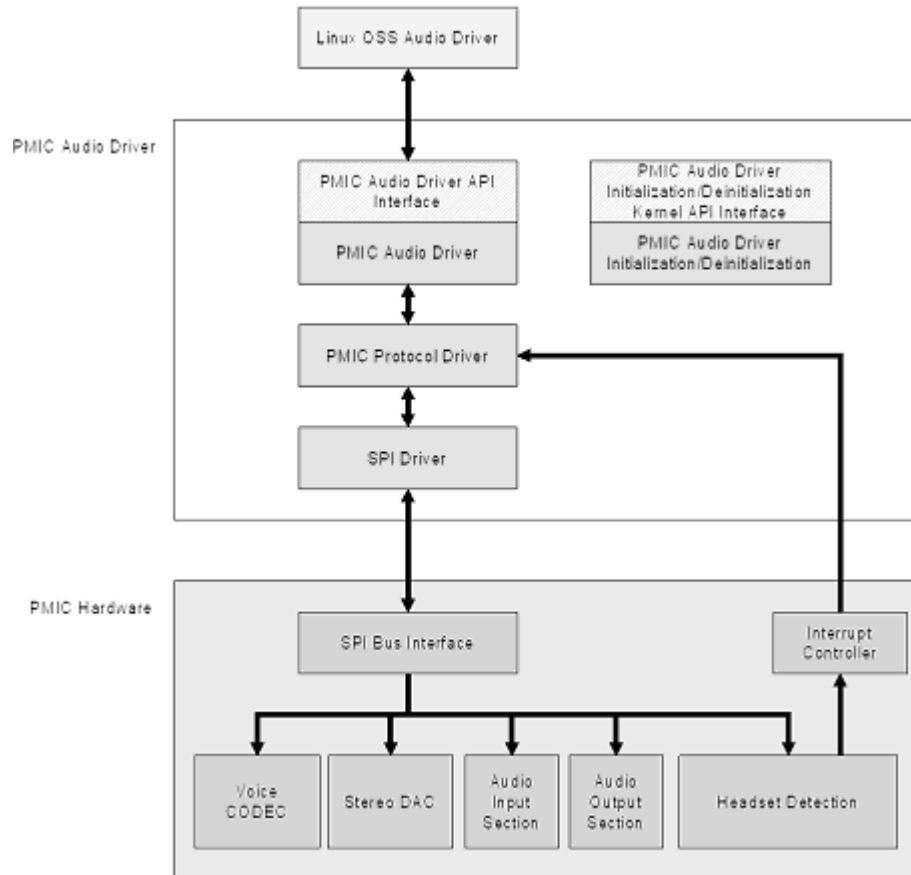 Linux OSS Audio Driver
PMIC Audio Driver
PMIC Audio Driver API
Interface
PMIC Audio Driver
PMIC Audio Driver
Initialization/Deinitialization
Kernel API Interface
PMIC Audio Driver
Initialization/Deinitialization
PMIC Protocol Driver
SPI Driver
PMIC Hardware
SPI Bus Interface
Interrupt
Controller
Voice
CODEC
Stereo DAC
Audio
Input
Section
Audio
Output
Section
Headset Detection